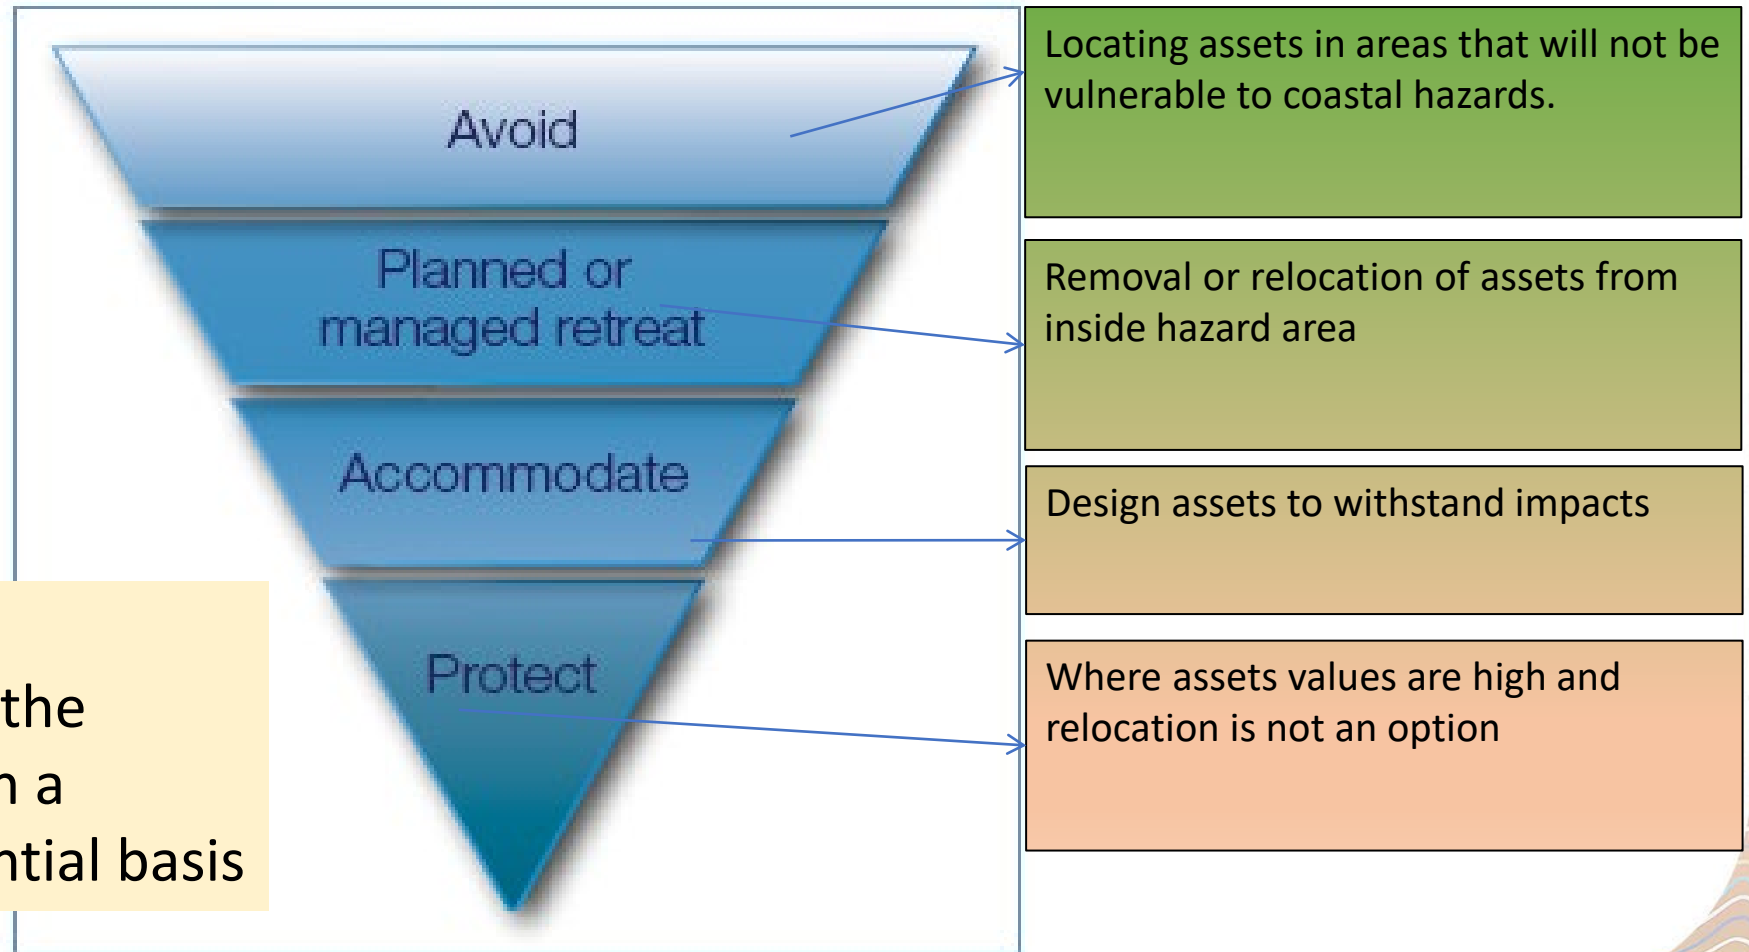 Avoid
Planned or
managed retreat
Accommodate
Protect
Locating assets in areas that will not be
vulnerable to coastal hazards.
Removal or relocation of assets from
inside hazard area
Design assets to withstand impacts
Where assets values are high and
relocation is not an option
the
a
basis